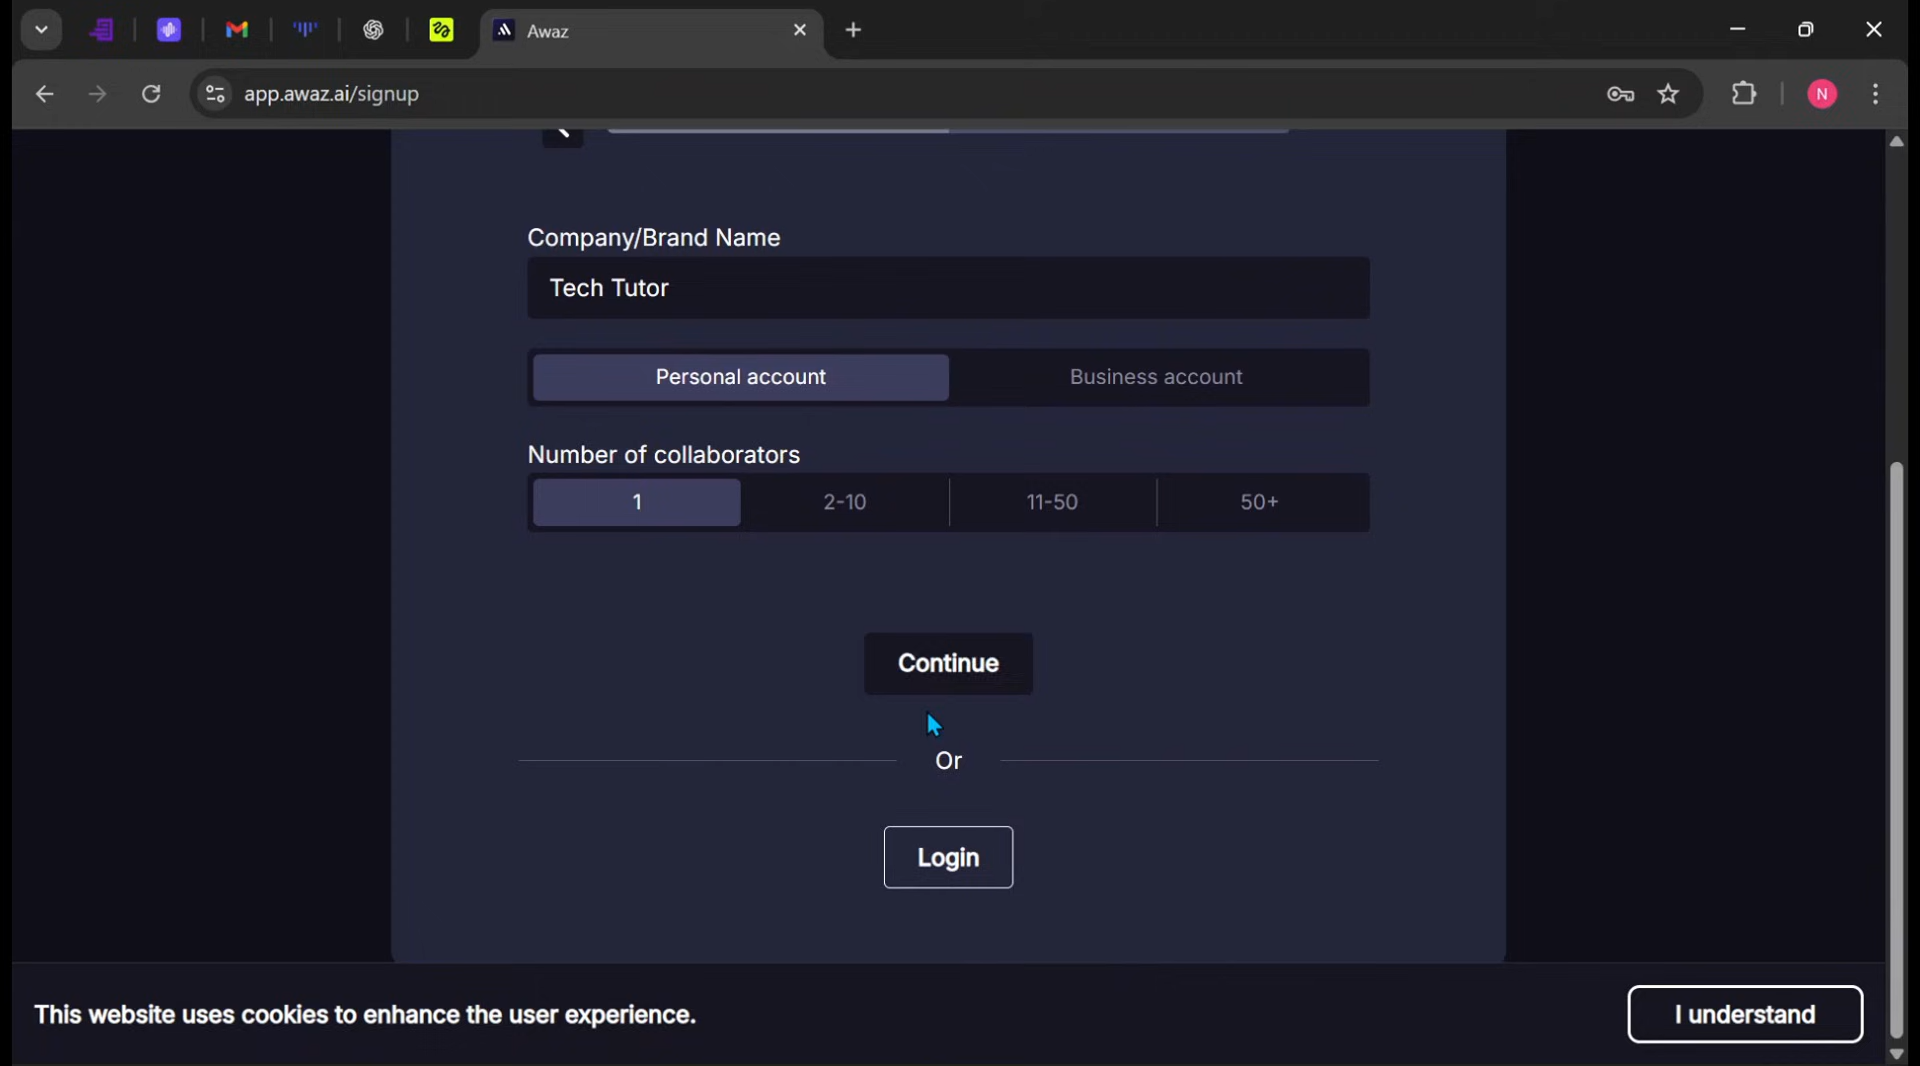 Awaz
app.awaz.ai/signup
N
Company/Brand Name
Tech Tutor
Personal account
Business account
Number of collaborators
1
2-10
11-50
50+
Continue
Or
Login
This website uses cookies to enhance the user experience.
I understand